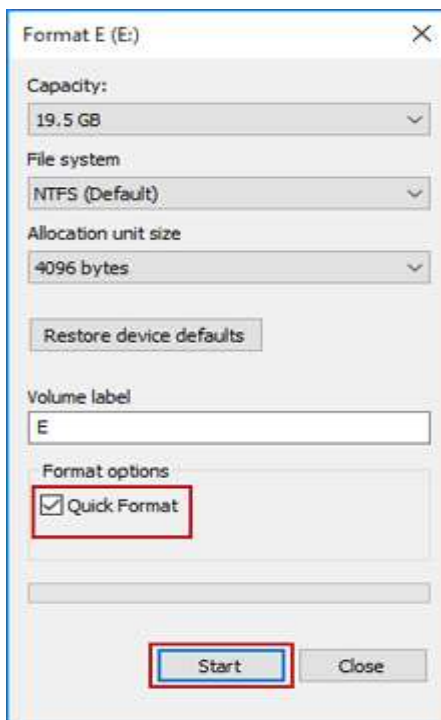 Format E (E:)
Capacity:
19.5 GB
File system
NTFS (Default)
Allocation unit size
4096 bytes
Restore device defaults
Volume label
E
Format options
Quick Format
Start Close